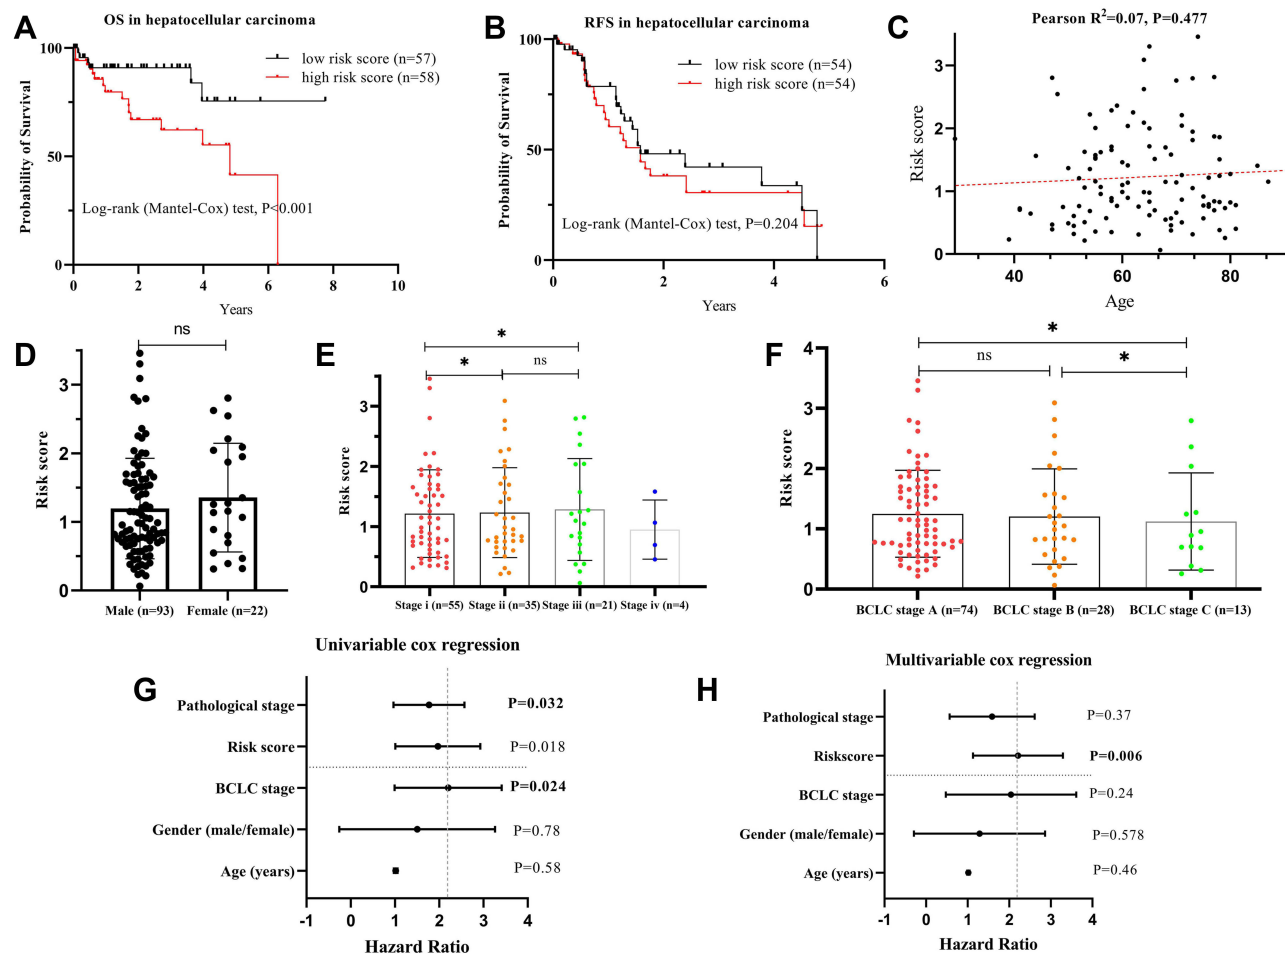 A
OS in hepatocellular carcinoma
Probability of Survival
100
50
0
low risk score (n=57)
high risk score (n=58)
Log-rank (Mantel-Cox) test, P<0.001
0 2 4 6 8 10
Years
B
RFS in hepatocellular carcinoma
Probability of Survival
100
50
0
low risk score (n=54)
high risk score (n=54)
Log-rank (Mantel-Cox) test, P=0.204
0 2 4 6
Years
C
Pearson R²=0.07, P=0.477
Risk score
3
2
1
0
40 60 80
Age
D
ns
Risk score
3
2
1
0
Male (n=93) Female (n=22)
E
*
* ns
Risk score
3
2
1
0
Stage i (n=55) Stage ii (n=35) Stage iii (n=21) Stage iv (n=4)
F
*
ns *
Risk score
4
3
2
1
0
BCLC stage A (n=74) BCLC stage B (n=28) BCLC stage C (n=13)
G
Univariable cox regression
Pathological stage P=0.032
Risk score P=0.018
BCLC stage P=0.024
Gender (male/female) P=0.78
Age (years) P=0.58
-1 0 1 2 3 4
Hazard Ratio
H
Multivariable cox regression
Pathological stage P=0.37
Riskscore P=0.006
BCLC stage P=0.24
Gender (male/female) P=0.578
Age (years) P=0.46
-1 0 1 2 3 4
Hazard Ratio